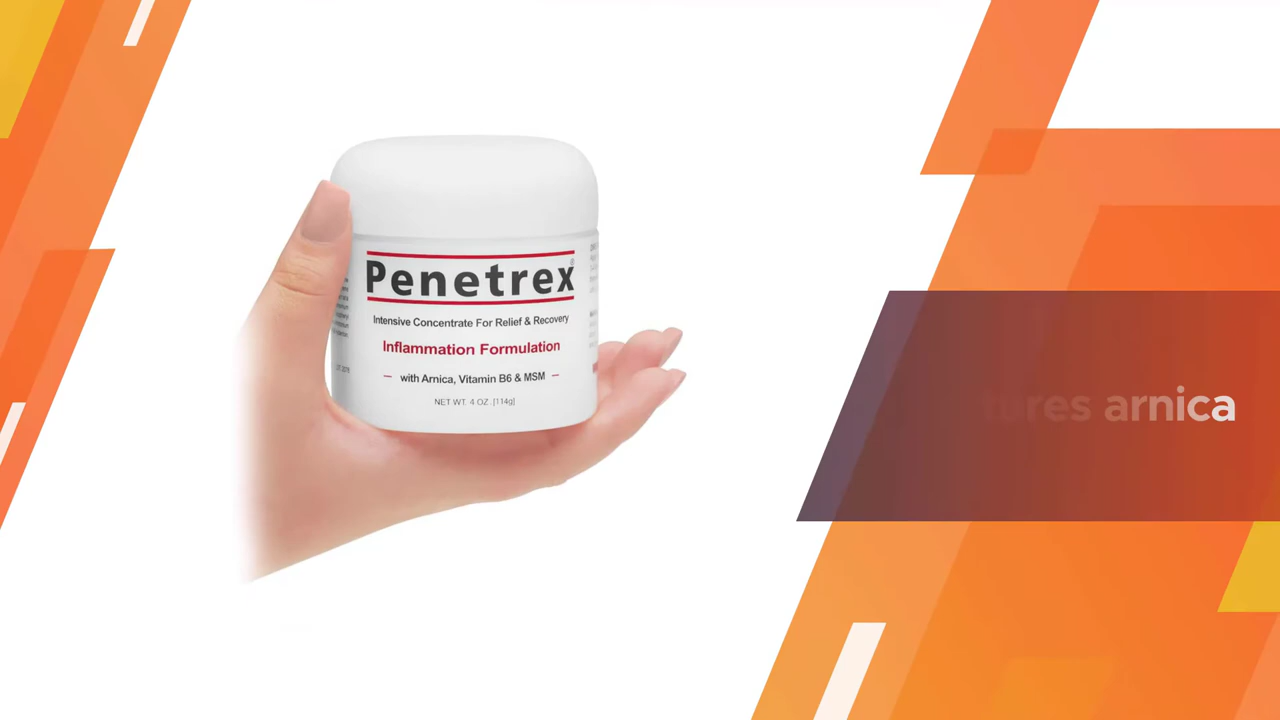 Penetrex®
Intensive Concentrate For Relief & Recovery
Inflammation Formulation
with Arnica, Vitamin B6 & MSM
NET WT. 4 OZ. [114g]
tures arnica